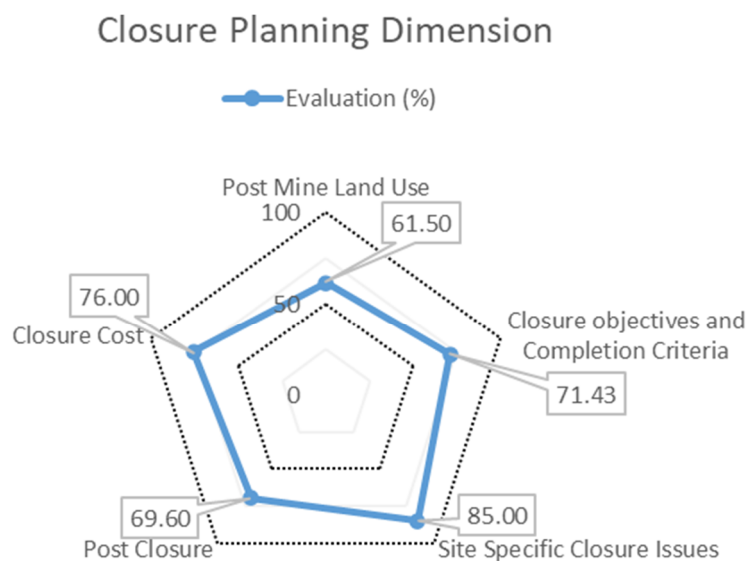 Closure Planning Dimension
Evaluation (%)
Post Mine Land Use
100
61.50
76.00
50
Closure Cost
Closure objectives and
Completion Criteria
71.43
0
69.60
85.00
Post Closure
Site Specific Closure Issues